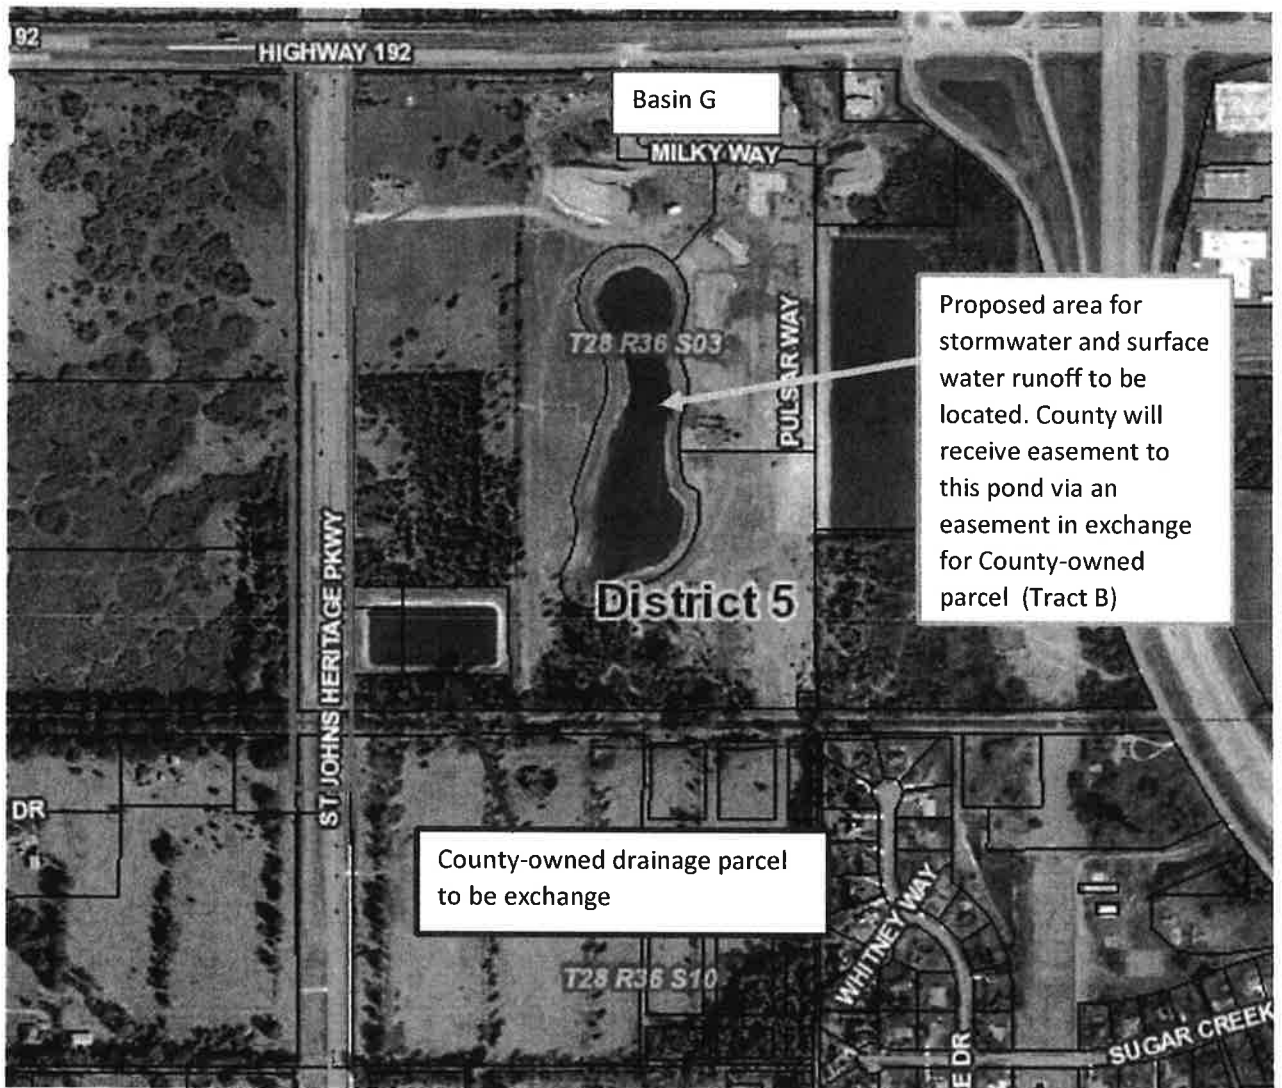 92
HIGHWAY 192
Basin G
MILKY WAY
T28 R36 S03
PULSAR WAY
Proposed area for
stormwater and surface
water runoff to be
located. County will
receive easement to
this pond via an
easement in exchange
for County-owned
parcel (Tract B)
ST JOHNS HERITAGE PKWY
District 5
DR
County-owned drainage parcel
to be exchange
WHITNEY WAY
T28 R36 S10
E DR
SUGAR CREEK